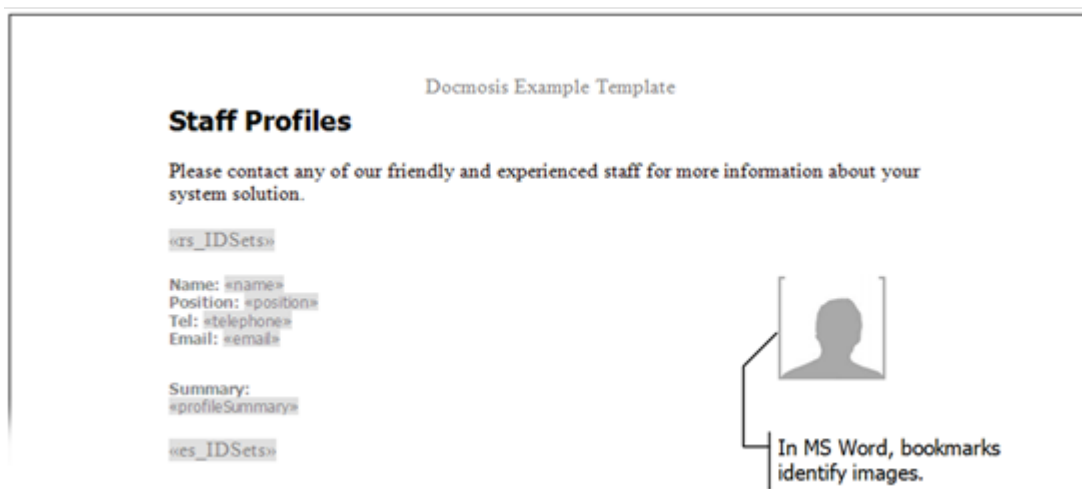 Docmosis Example Template
Staff Profiles
Please contact any of our friendly and experienced staff for more information about your
system solution.
«rs_IDSets»
Name: «name»
Position: «position»
Tel: «telephone»
Email: «email»
Summary:
«profileSummary»
«es_IDSets»
In MS Word, bookmarks
identify images.